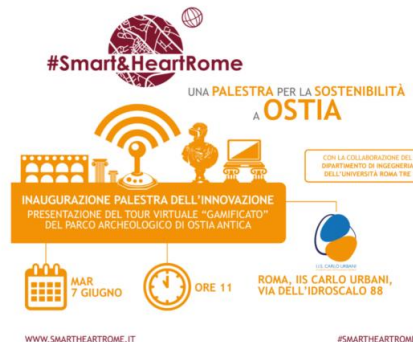 #Smart&HeartRome
UNA PALESTRA PER LA SOSTENIBILITÀ
A OSTIA
CON LA COLLABORAZIONE DEL
DIPARTIMENTO DI INGEGNERIA
DELL'UNIVERSITÀ ROMA TRE
INAUGURAZIONE PALESTRA DELL'INNOVAZIONE
PRESENTAZIONE DEL TOUR VIRTUALE "GAMIFICATO"
DEL PARCO ARCHEOLOGICO DI OSTIA ANTICA
I.I.S. CARLO URBANI
MAR
7 GIUGNO
ORE 11
ROMA, IIS CARLO URBANI,
VIA DELL'IDROSCALO 88
WWW.SMARTHEARTROME.IT
#SMARTHEARTROME